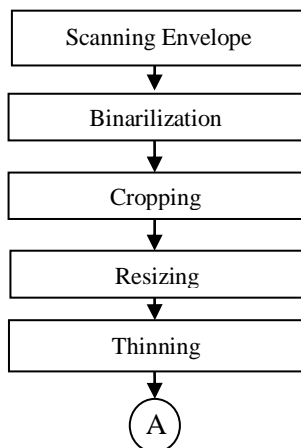 Scanning Envelope
Binarilization
Cropping
Resizing
Thinning
A